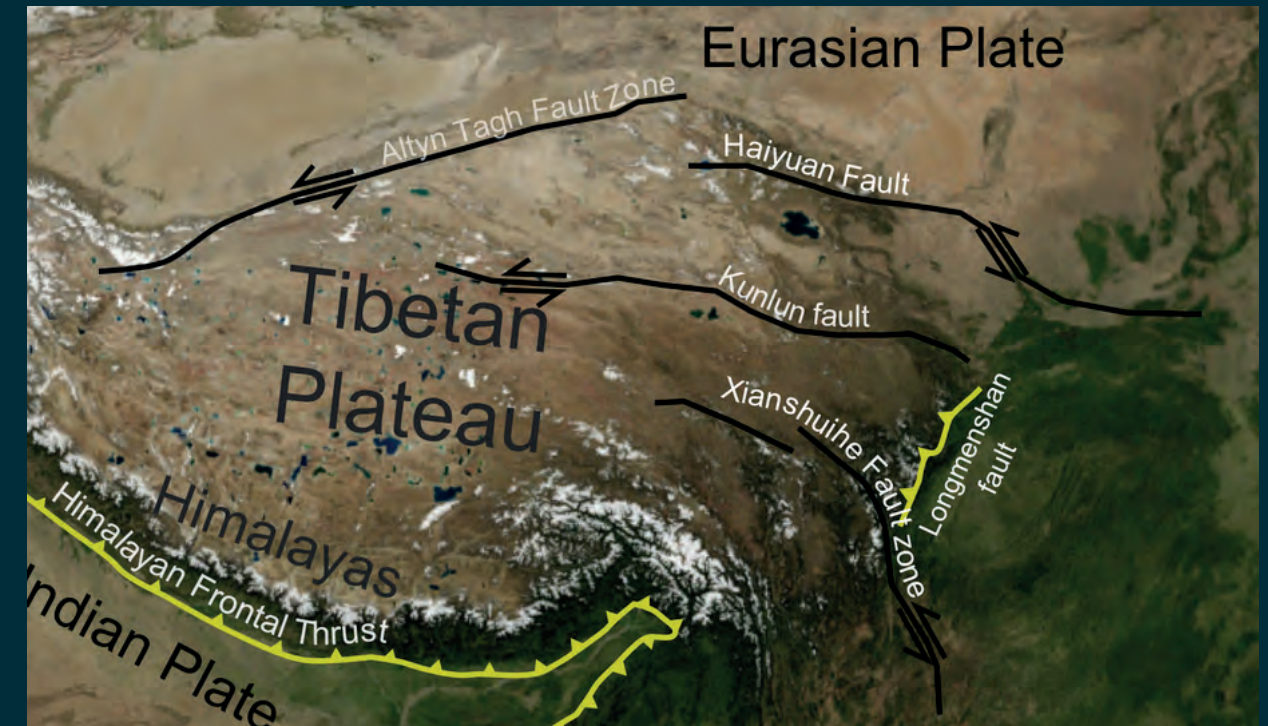 Eurasian Plate
Altyn Tagh Fault Zone
Haiyuan Fault
Tibetan
Plateau
Kunlun fault
Xianshuihe Fault zone
Longmenshan
fault
Himalayas
Himalayan Frontal Thrust
Indian Plate